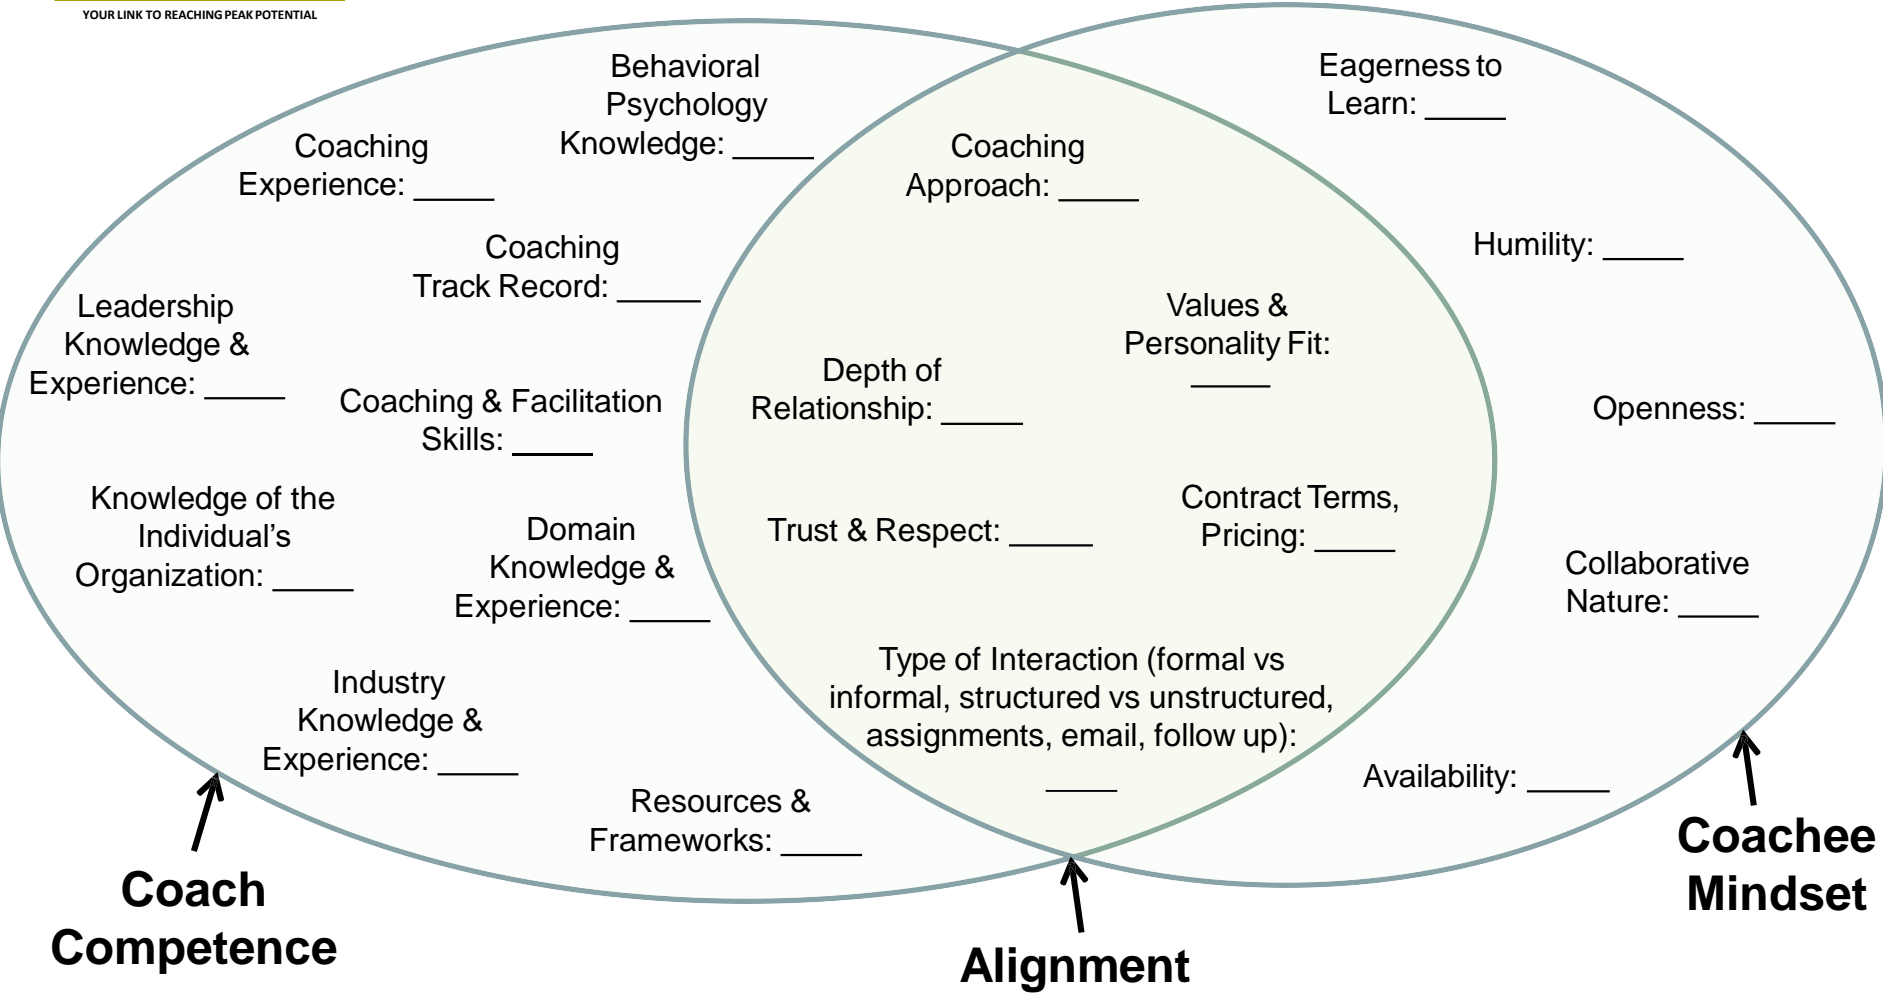 YOUR LINK TO REACHING PEAK POTENTIAL
Behavioral
Psychology
Knowledge: _____
Coaching
Experience: _____
Coaching
Track Record: _____
Leadership
Knowledge &
Experience: _____
Coaching & Facilitation
Skills: _____
Knowledge of the
Individual’s
Organization: _____
Domain
Knowledge &
Experience: _____
Industry
Knowledge &
Experience: _____
Resources &
Frameworks: _____
Coach
Competence
Coaching
Approach: _____
Values &
Personality Fit:
_____
Depth of
Relationship: _____
Trust & Respect: _____
Contract Terms,
Pricing: _____
Type of Interaction (formal vs
informal, structured vs unstructured,
assignments, email, follow up):
_____
Alignment
Eagerness to
Learn: _____
Humility: _____
Openness: _____
Collaborative
Nature: _____
Availability: _____
Coachee
Mindset